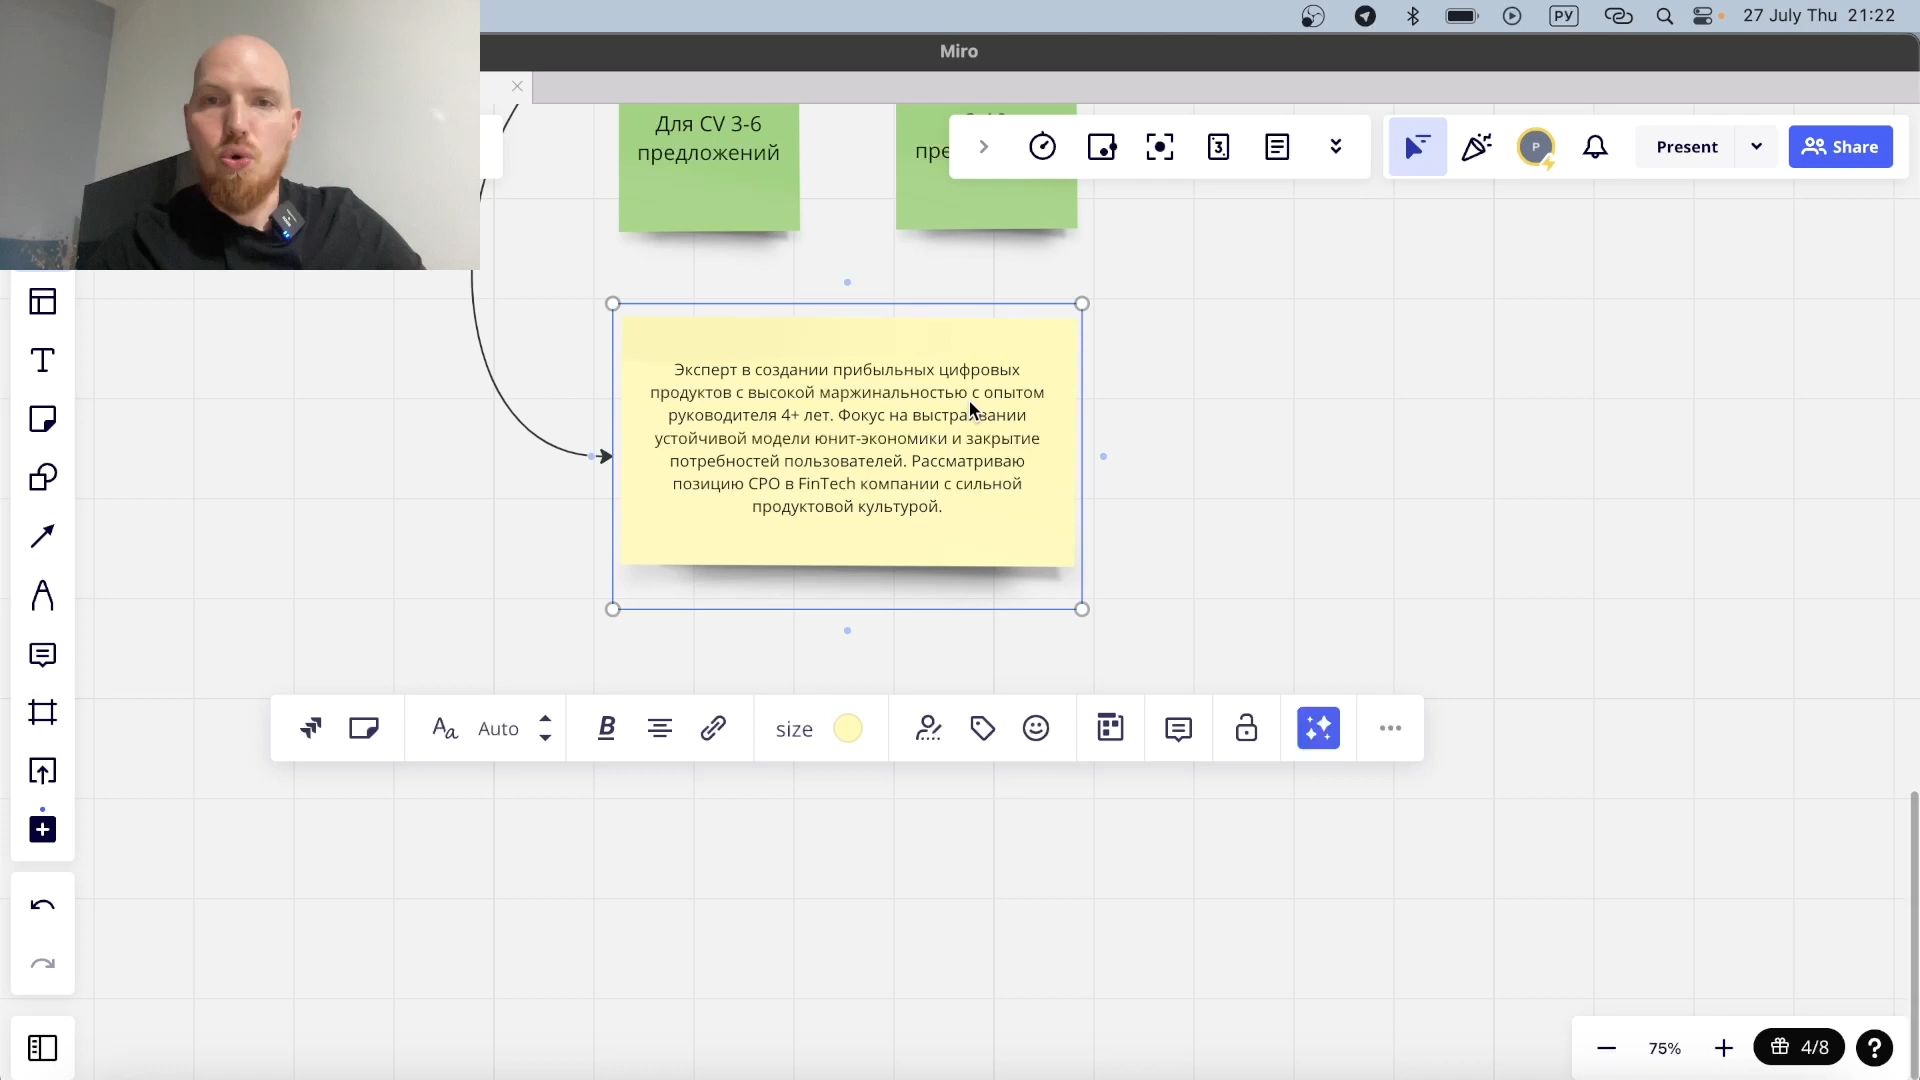 27 July Thu 21:22
РУ
Miro
Для CV 3-6
предложений
пре
Present
Share
Эксперт в создании прибыльных цифровых
продуктов с высокой маржинальностью с опытом
руководителя 4+ лет. Фокус на выстраивании
устойчивой модели юнит-экономики и закрытие
потребностей пользователей. Рассматриваю
позицию CPO в FinTech компании с сильной
продуктовой культурой.
Auto
B
size
75%
4/8